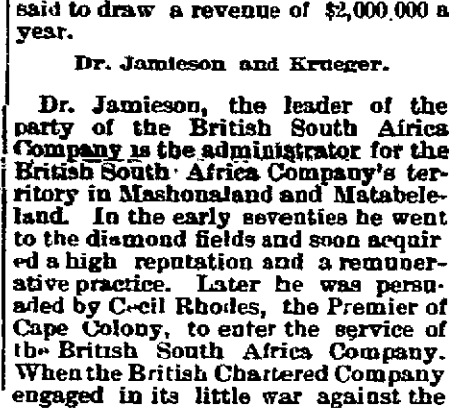 said to draw a revenue of $2,000,000 a
year.
Dr. Jamieson and Krueger.
Dr. Jamieson, the leader of the
party of the British South Africa
Company is the administrator for the
British South Africa Company's ter-
ritory in Mashonaland and Matabele-
land. In the early seventies he went
to the diamond fields and soon acquir
ed a high reputation and a remuner-
ative practice. Later he was persu-
aded by Cecil Rhodes, the Premier of
Cape Colony, to enter the service of
the British South Africa Company.
When the British Chartered Company
engaged in its little war against the